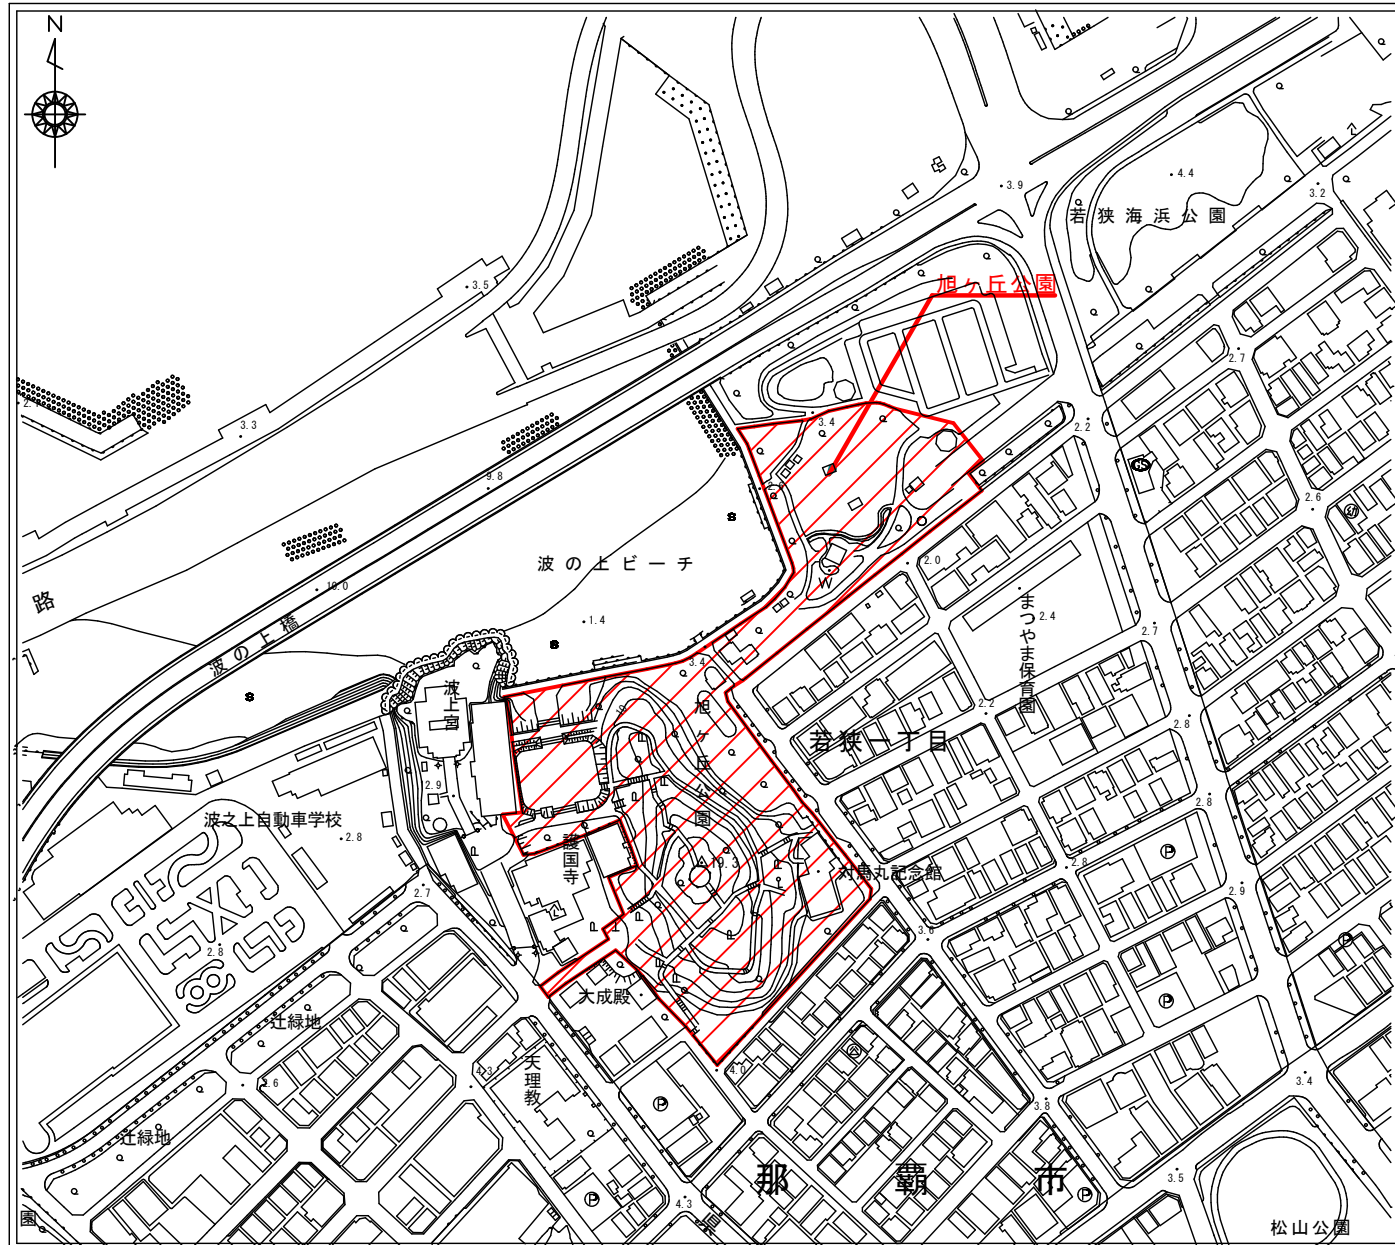 N
4.4
3.9
3.2
若狭海浜公園
旭ヶ丘公園
3.5
2.7
3.3
3.4
2.2
9.8
2.6
波の上ビーチ
10.0
2.0
路
1.4
まつやま保育園
2.4
2.7
波の上橋
3.4
波上宮
旭ヶ丘公園
10
2.2
2.8
若狭一丁目
2.9
2.8
波之上自動車学校
2.8
護国寺
19.3
対馬丸記念館
2.8
2.7
2.9
3.6
2.8
大成殿
辻緑地
天理教
4.3
4.0
2.6
3.4
3.8
辻緑地
那覇市
3.5
4.3
園
松山公園